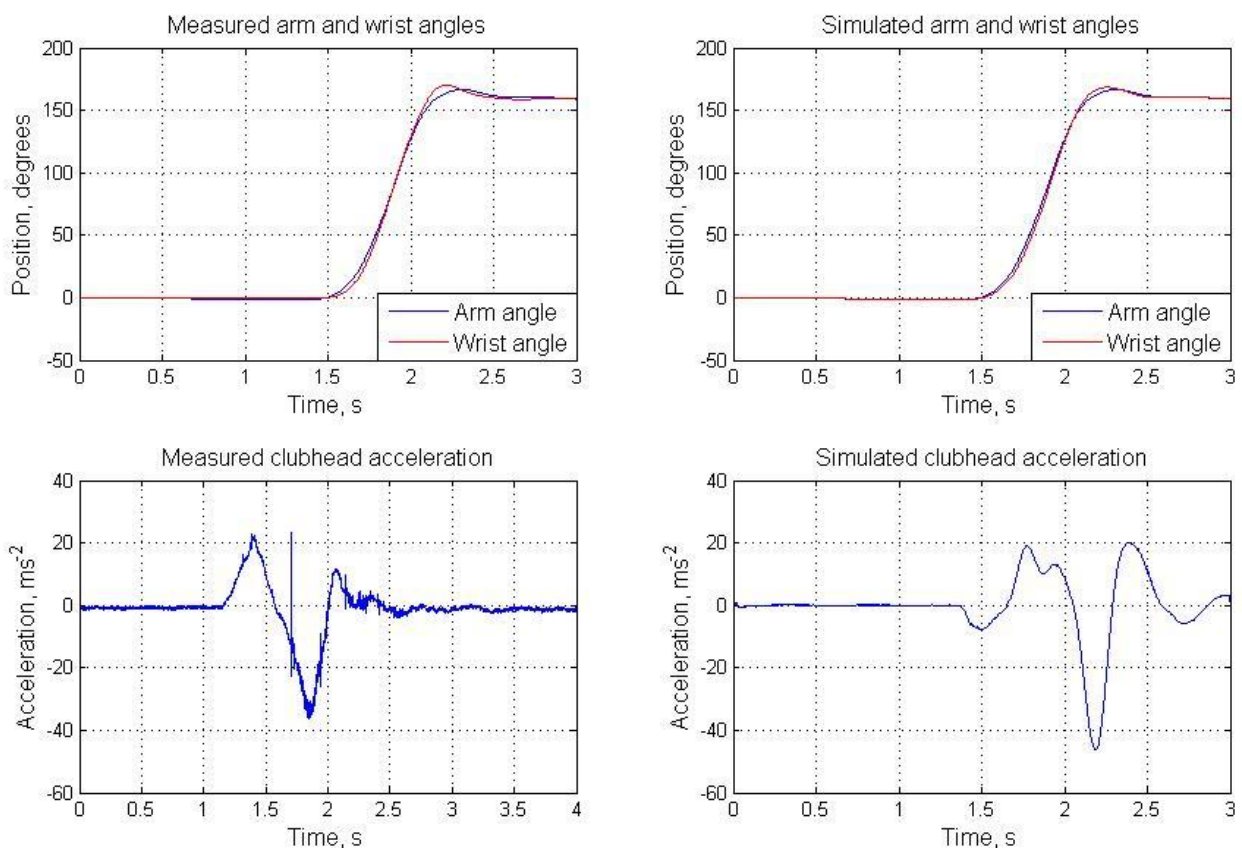 Measured arm and wrist angles
200
150
100
50
0
-50
Position, degrees
Arm angle
Wrist angle
0 0.5 1 1.5 2 2.5 3
Time, s
Simulated arm and wrist angles
200
150
100
50
0
-50
Position, degrees
Arm angle
Wrist angle
0 0.5 1 1.5 2 2.5 3
Time, s
Measured clubhead acceleration
40
20
0
-20
-40
-60
Acceleration, ms-2
0 0.5 1 1.5 2 2.5 3 3.5 4
Time, s
Simulated clubhead acceleration
40
20
0
-20
-40
-60
Acceleration, ms-2
0 0.5 1 1.5 2 2.5 3
Time, s